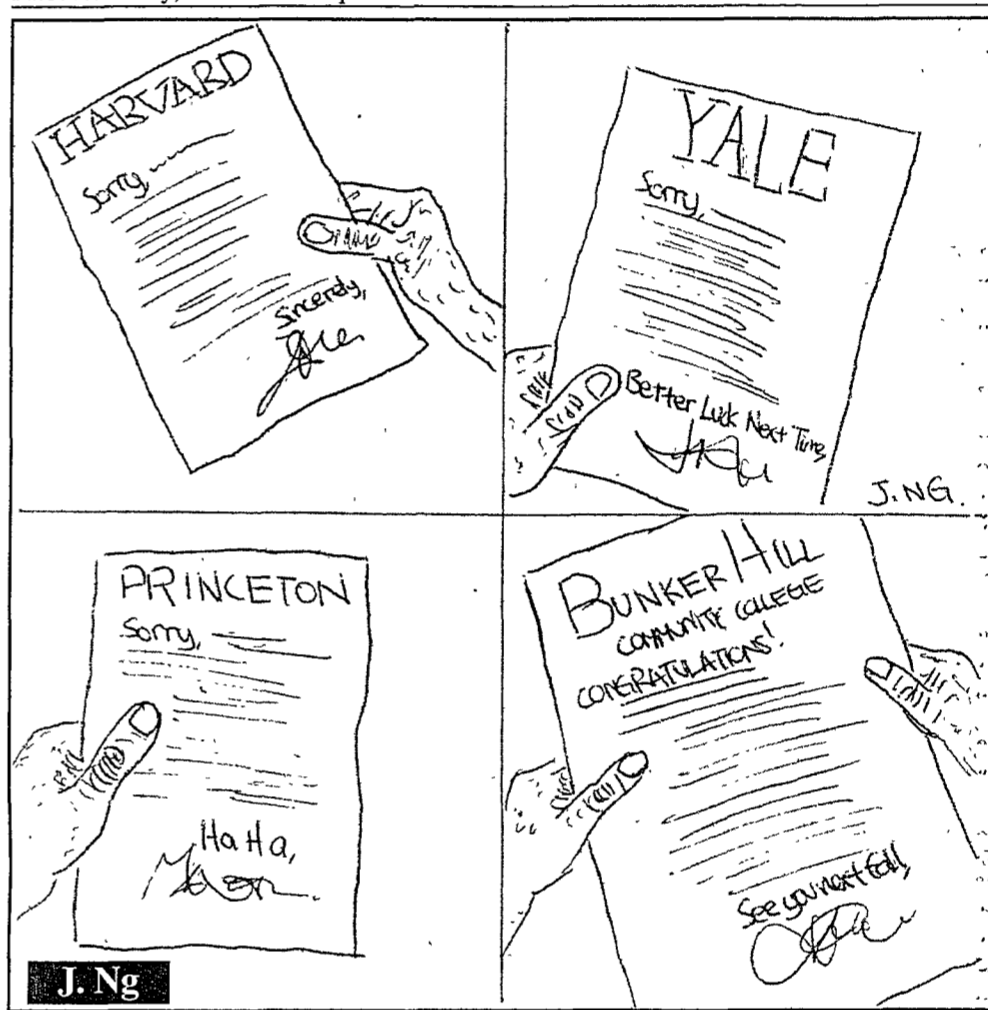 HARVARD
Sorry,
Sincerely,
YALE
Sorry,
Better Luck Next Time,
J.NG.
PRINCETON
Sorry,
Ha Ha,
BUNKER HILL
COMMUNITY COLLEGE
CONGRATULATIONS!
See you next fall,
J. Ng